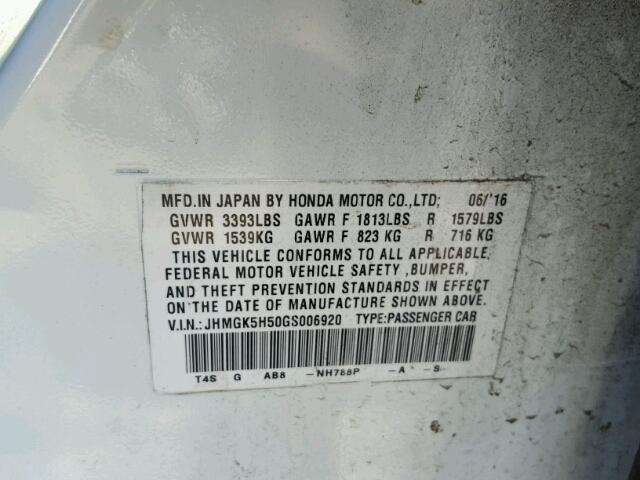 MFD.IN JAPAN BY HONDA MOTOR CO.,LTD; 06/'16
GVWR 3393LBS GAWR F 1813LBS R 1579LBS
GVWR 1539KG GAWR F 823 KG R 716 KG
THIS VEHICLE CONFORMS TO ALL APPLICABLE,
FEDERAL MOTOR VEHICLE SAFETY ,BUMPER,
AND THEFT PREVENTION STANDARDS IN EFFECT
ON THE DATE OF MANUFACTURE SHOWN ABOVE.
V.I.N.:JHMGK5H50GS006920 TYPE:PASSENGER CAR
T4S G AB8 -NH788P -A -S-